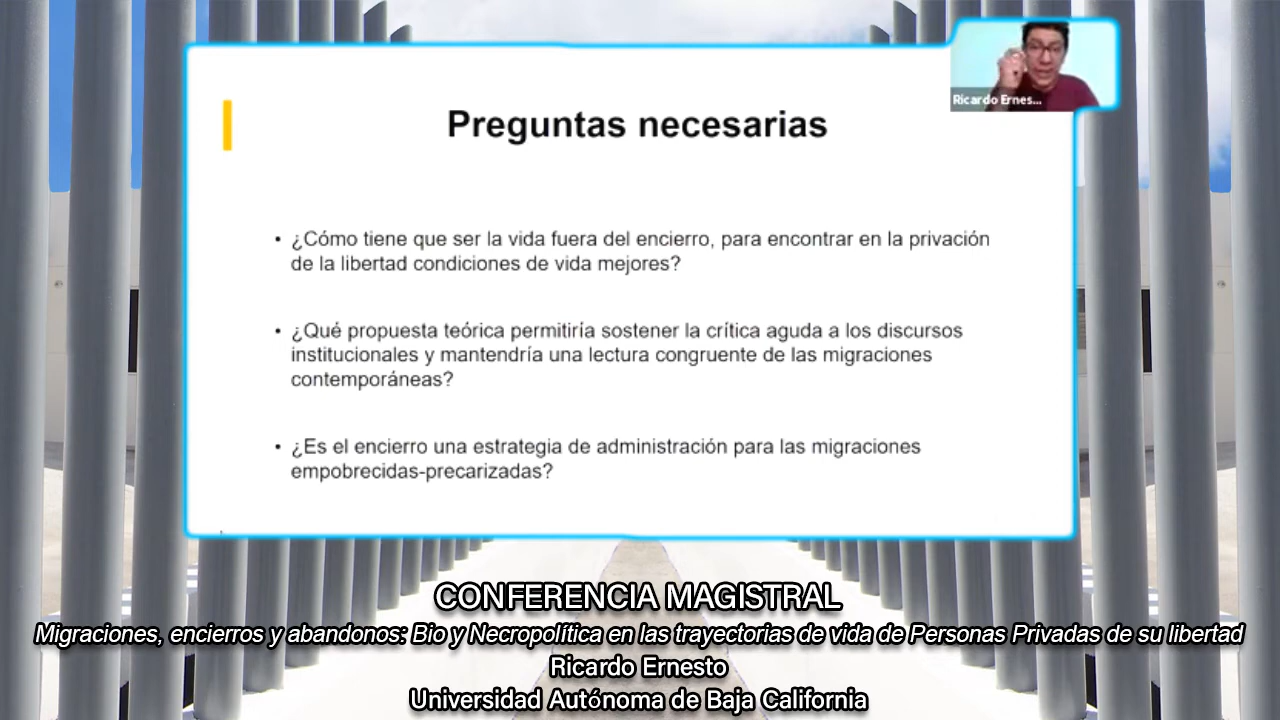 Ricardo Ernes...
Preguntas necesarias
• ¿Cómo tiene que ser la vida fuera del encierro, para encontrar en la privación
de la libertad condiciones de vida mejores?
• ¿Qué propuesta teórica permitiría sostener la crítica aguda a los discursos
institucionales y mantendría una lectura congruente de las migraciones
contemporáneas?
• ¿Es el encierro una estrategia de administración para las migraciones
empobrecidas-precarizadas?
CONFERENCIA MAGISTRAL
Migraciones, encierros y abandonos: Bio y Necropolítica en las trayectorias de vida de Personas Privadas de su libertad
Ricardo Ernesto
Universidad Autónoma de Baja California